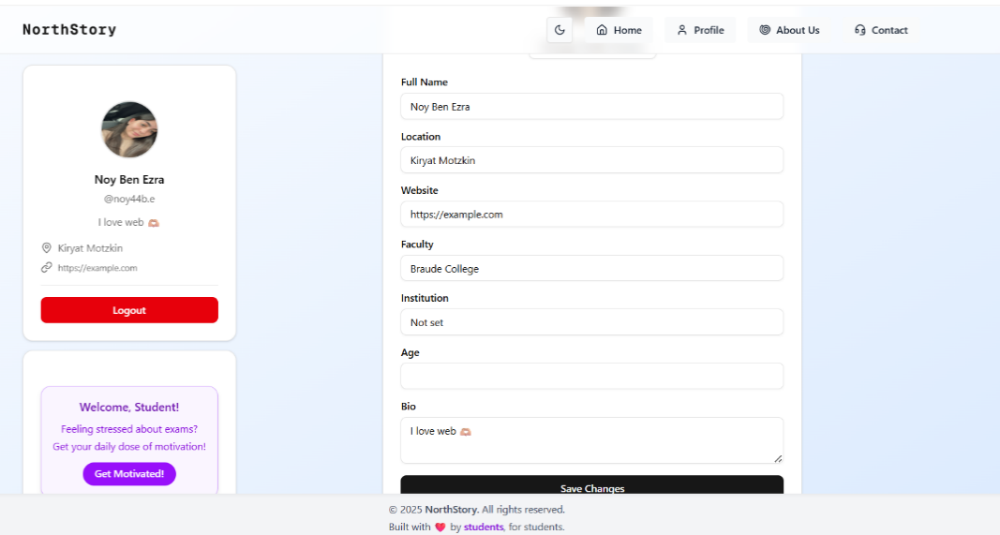 NorthStory
Home
Profile
About Us
Contact
Noy Ben Ezra
@noy44b.e
I love web 🫶🏼
Kiryat Motzkin
https://example.com
Logout
Welcome, Student!
Feeling stressed about exams?
Get your daily dose of motivation!
Get Motivated!
Full Name
Noy Ben Ezra
Location
Kiryat Motzkin
Website
https://example.com
Faculty
Braude College
Institution
Not set
Age
Bio
I love web 🫶🏼
Save Changes
© 2025 NorthStory. All rights reserved.
Built with ❤️ by students, for students.